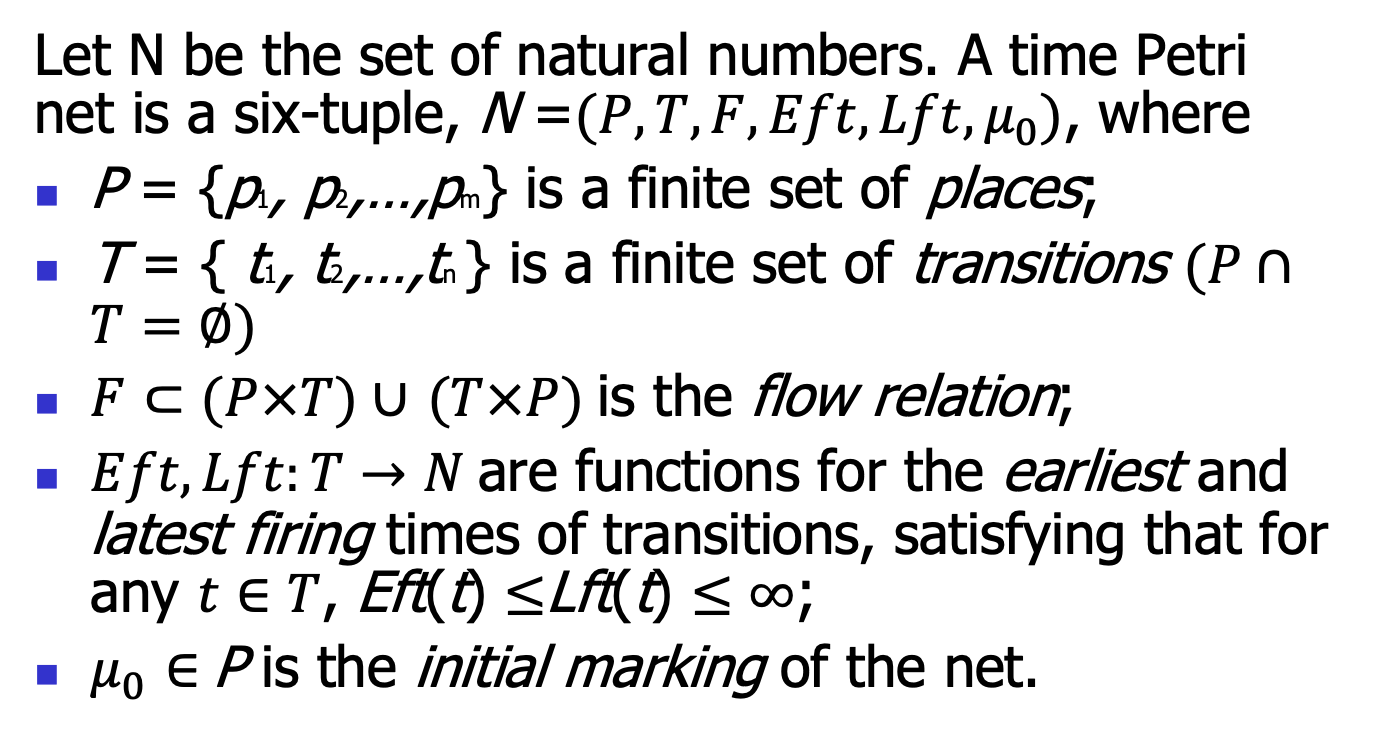 Let N be the set of natural numbers. A time Petri
net is a six-tuple, N =(P, T, F, Eft, Lft, μ₀), where
▪ P = {p₁, p₂,...,pₘ} is a finite set of places;
▪ T = { t₁, t₂,...,tₙ } is a finite set of transitions (P ∩
T = ∅)
▪ F ⊂ (P×T) ∪ (T×P) is the flow relation;
▪ Eft, Lft: T → N are functions for the earliest and
latest firing times of transitions, satisfying that for
any t ∈ T, Eft(t) ≤Lft(t) ≤ ∞;
▪ μ₀ ∈ P is the initial marking of the net.